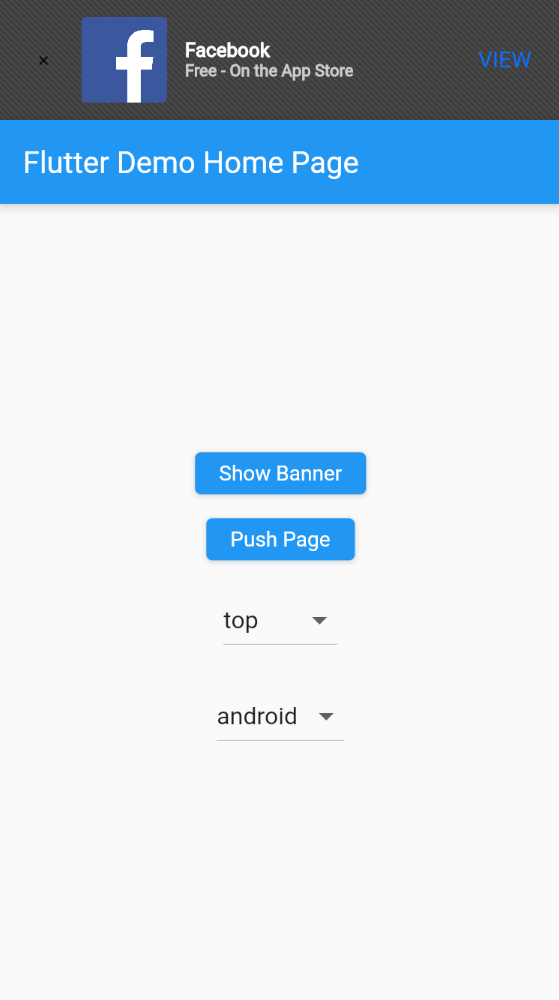 ×
Facebook
Free - On the App Store
VIEW
Flutter Demo Home Page
Show Banner
Push Page
top
android